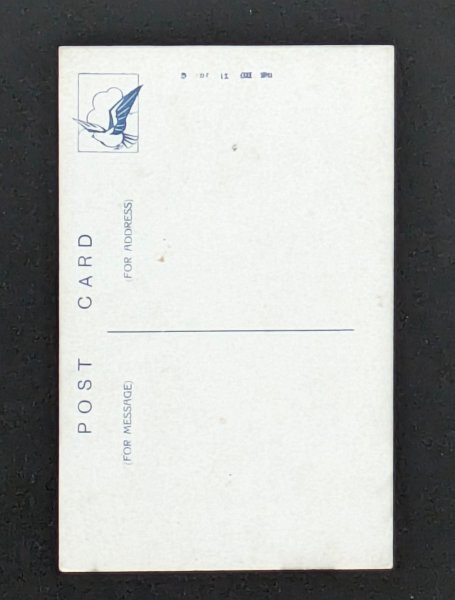 POST CARD
(FOR MESSAGE)
(FOR ADDRESS)